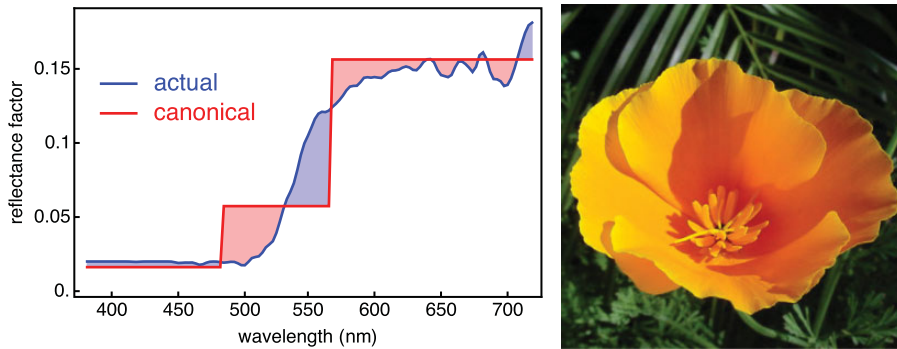 0.15
0.1
0.05
0.
reflectance factor
actual
canonical
400 450 500 550 600 650 700
wavelength (nm)